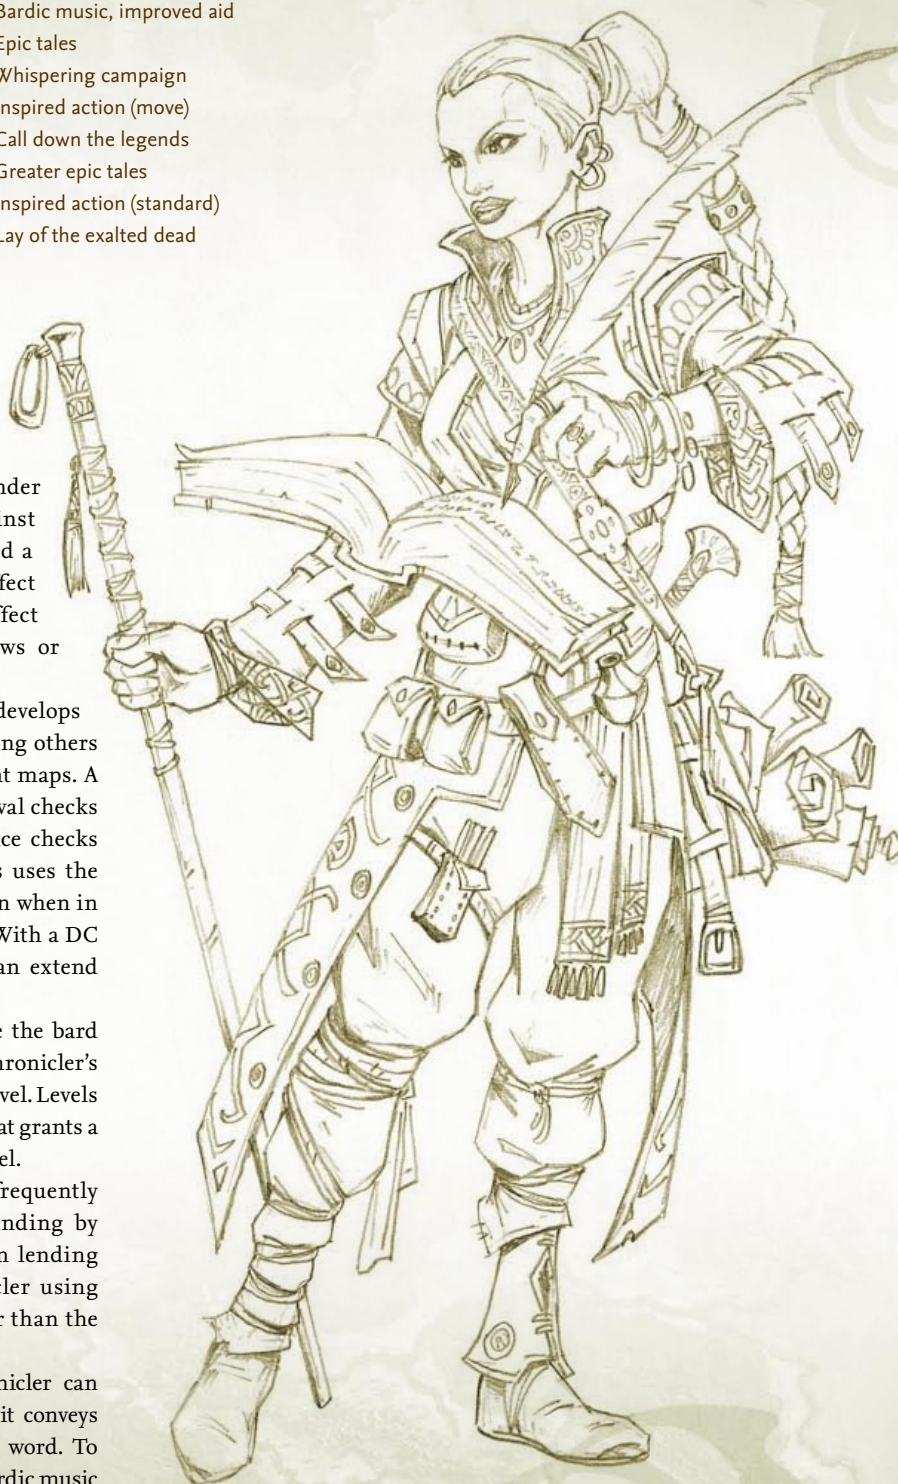 Bardic music, improved aid
Epic tales
Whispering campaign
Inspired action (move)
Call down the legends
Greater epic tales
Inspired action (standard)
Lay of the exalted dead
nder
inst
d a
fect
ffect
ws or
develops
ng others
nt maps. A
val checks
ce checks
s uses the
n when in
With a DC
an extend
e the bard
hronicler's
vel. Levels
at grants a
el.
frequently
nding by
n lending
cler using
r than the
nicler can
it conveys
word. To
rdic music